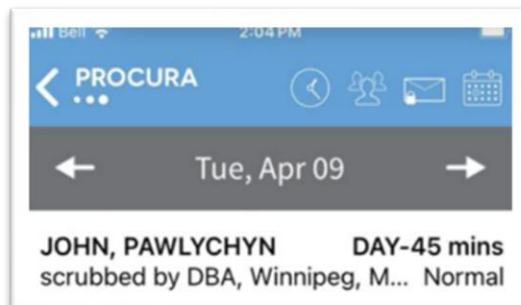 Bell 2:04 PM
PROCURA
Tue, Apr 09
JOHN, PAWLYCHYN DAY-45 mins
scrubbed by DBA, Winnipeg, M... Normal